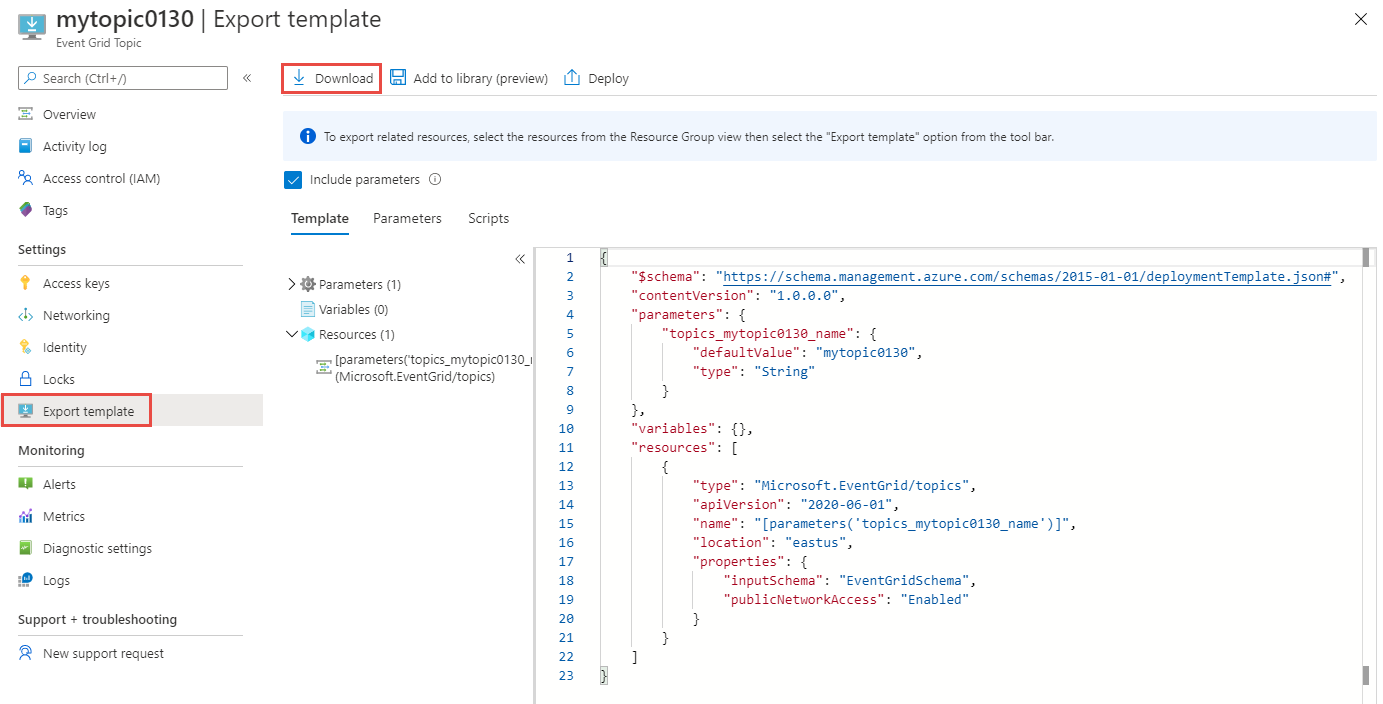 mytopic0130 | Export template
Event Grid Topic
Search (Ctrl+/)
«
Overview
Activity log
Access control (IAM)
Tags
Settings
Access keys
Networking
Identity
Locks
Export template
Monitoring
Alerts
Metrics
Diagnostic settings
Logs
Support + troubleshooting
New support request
Download
Add to library (preview)
Deploy
To export related resources, select the resources from the Resource Group view then select the "Export template" option from the tool bar.
Include parameters
Template Parameters Scripts
«
Parameters (1)
Variables (0)
Resources (1)
[parameters('topics_mytopic0130_
(Microsoft.EventGrid/topics)
1 {
2 "$schema": "https://schema.management.azure.com/schemas/2015-01-01/deploymentTemplate.json#",
3 "contentVersion": "1.0.0.0",
4 "parameters": {
5 "topics_mytopic0130_name": {
6 "defaultValue": "mytopic0130",
7 "type": "String"
8 }
9 },
10 "variables": {},
11 "resources": [
12 {
13 "type": "Microsoft.EventGrid/topics",
14 "apiVersion": "2020-06-01",
15 "name": "[parameters('topics_mytopic0130_name')]",
16 "location": "eastus",
17 "properties": {
18 "inputSchema": "EventGridSchema",
19 "publicNetworkAccess": "Enabled"
20 }
21 }
22 ]
23 }